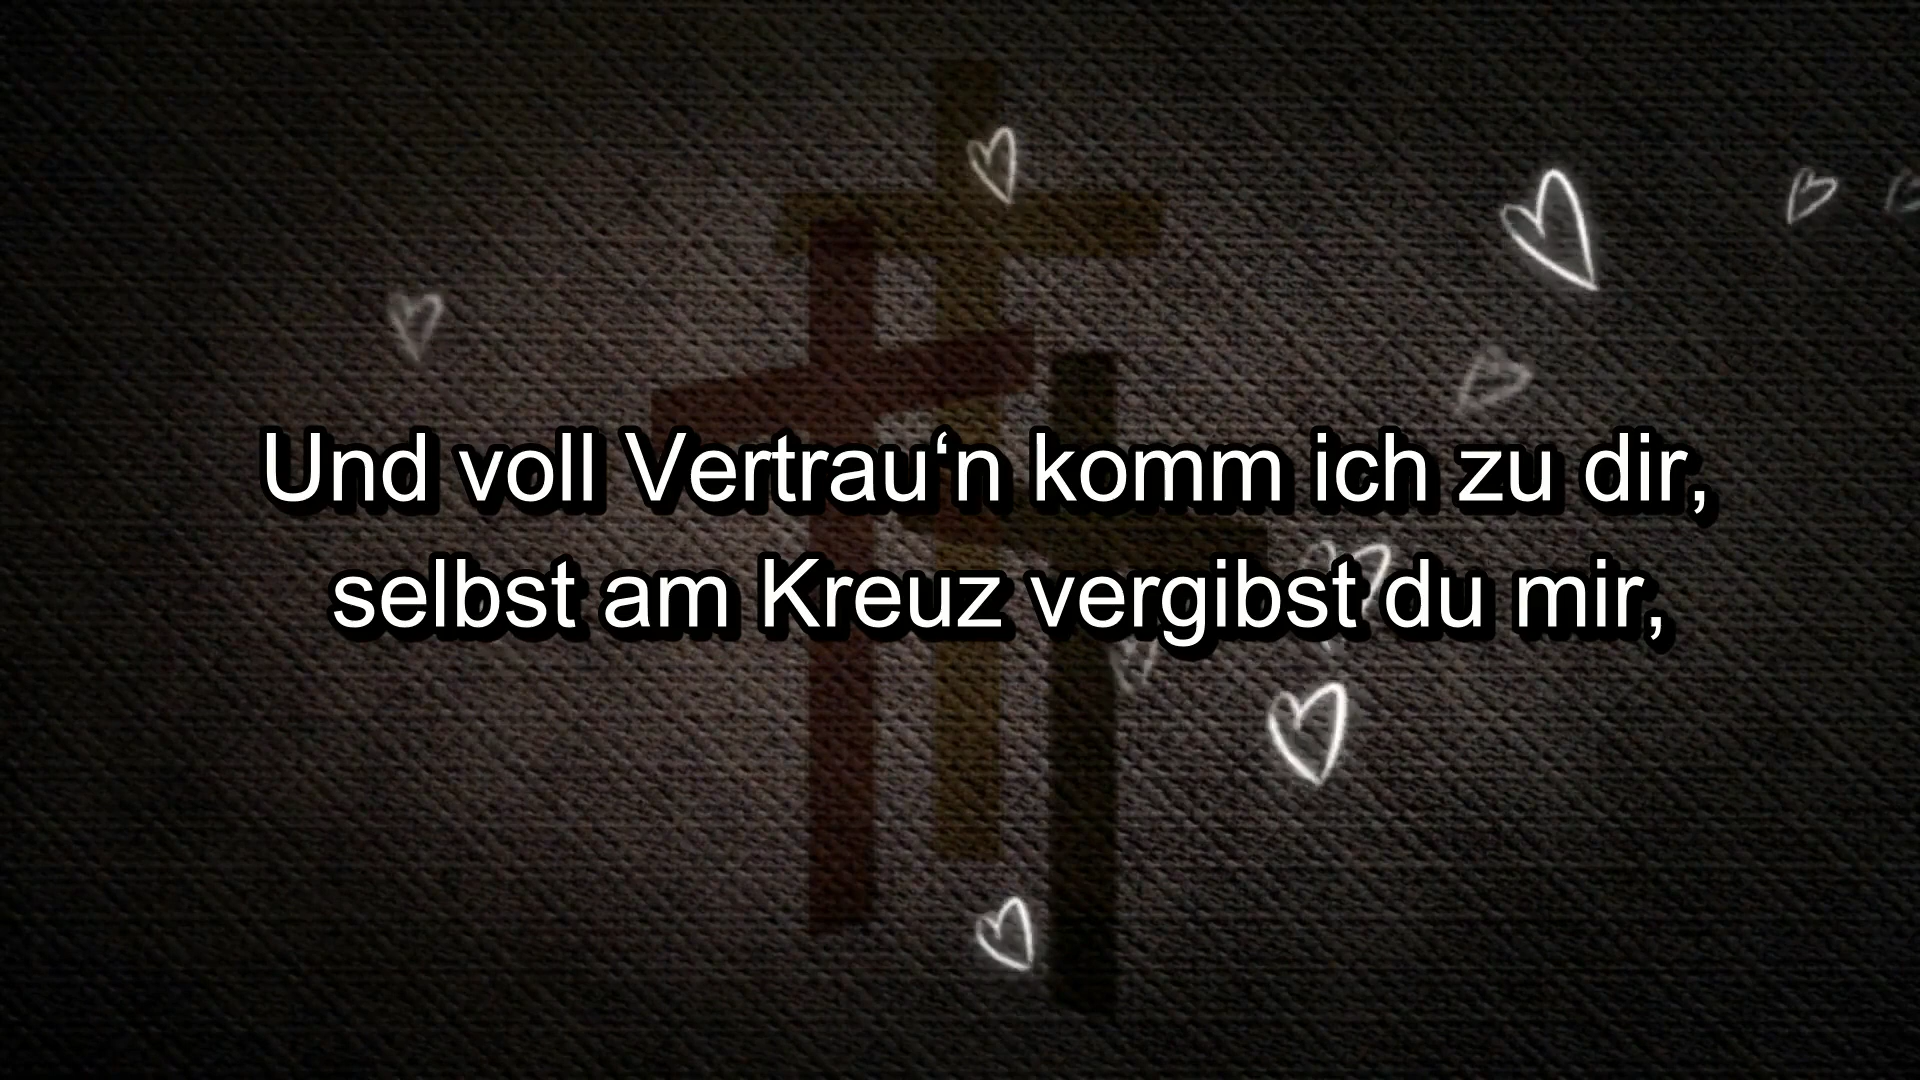 Und voll Vertrau‘n komm ich zu dir,
selbst am Kreuz vergibst du mir,